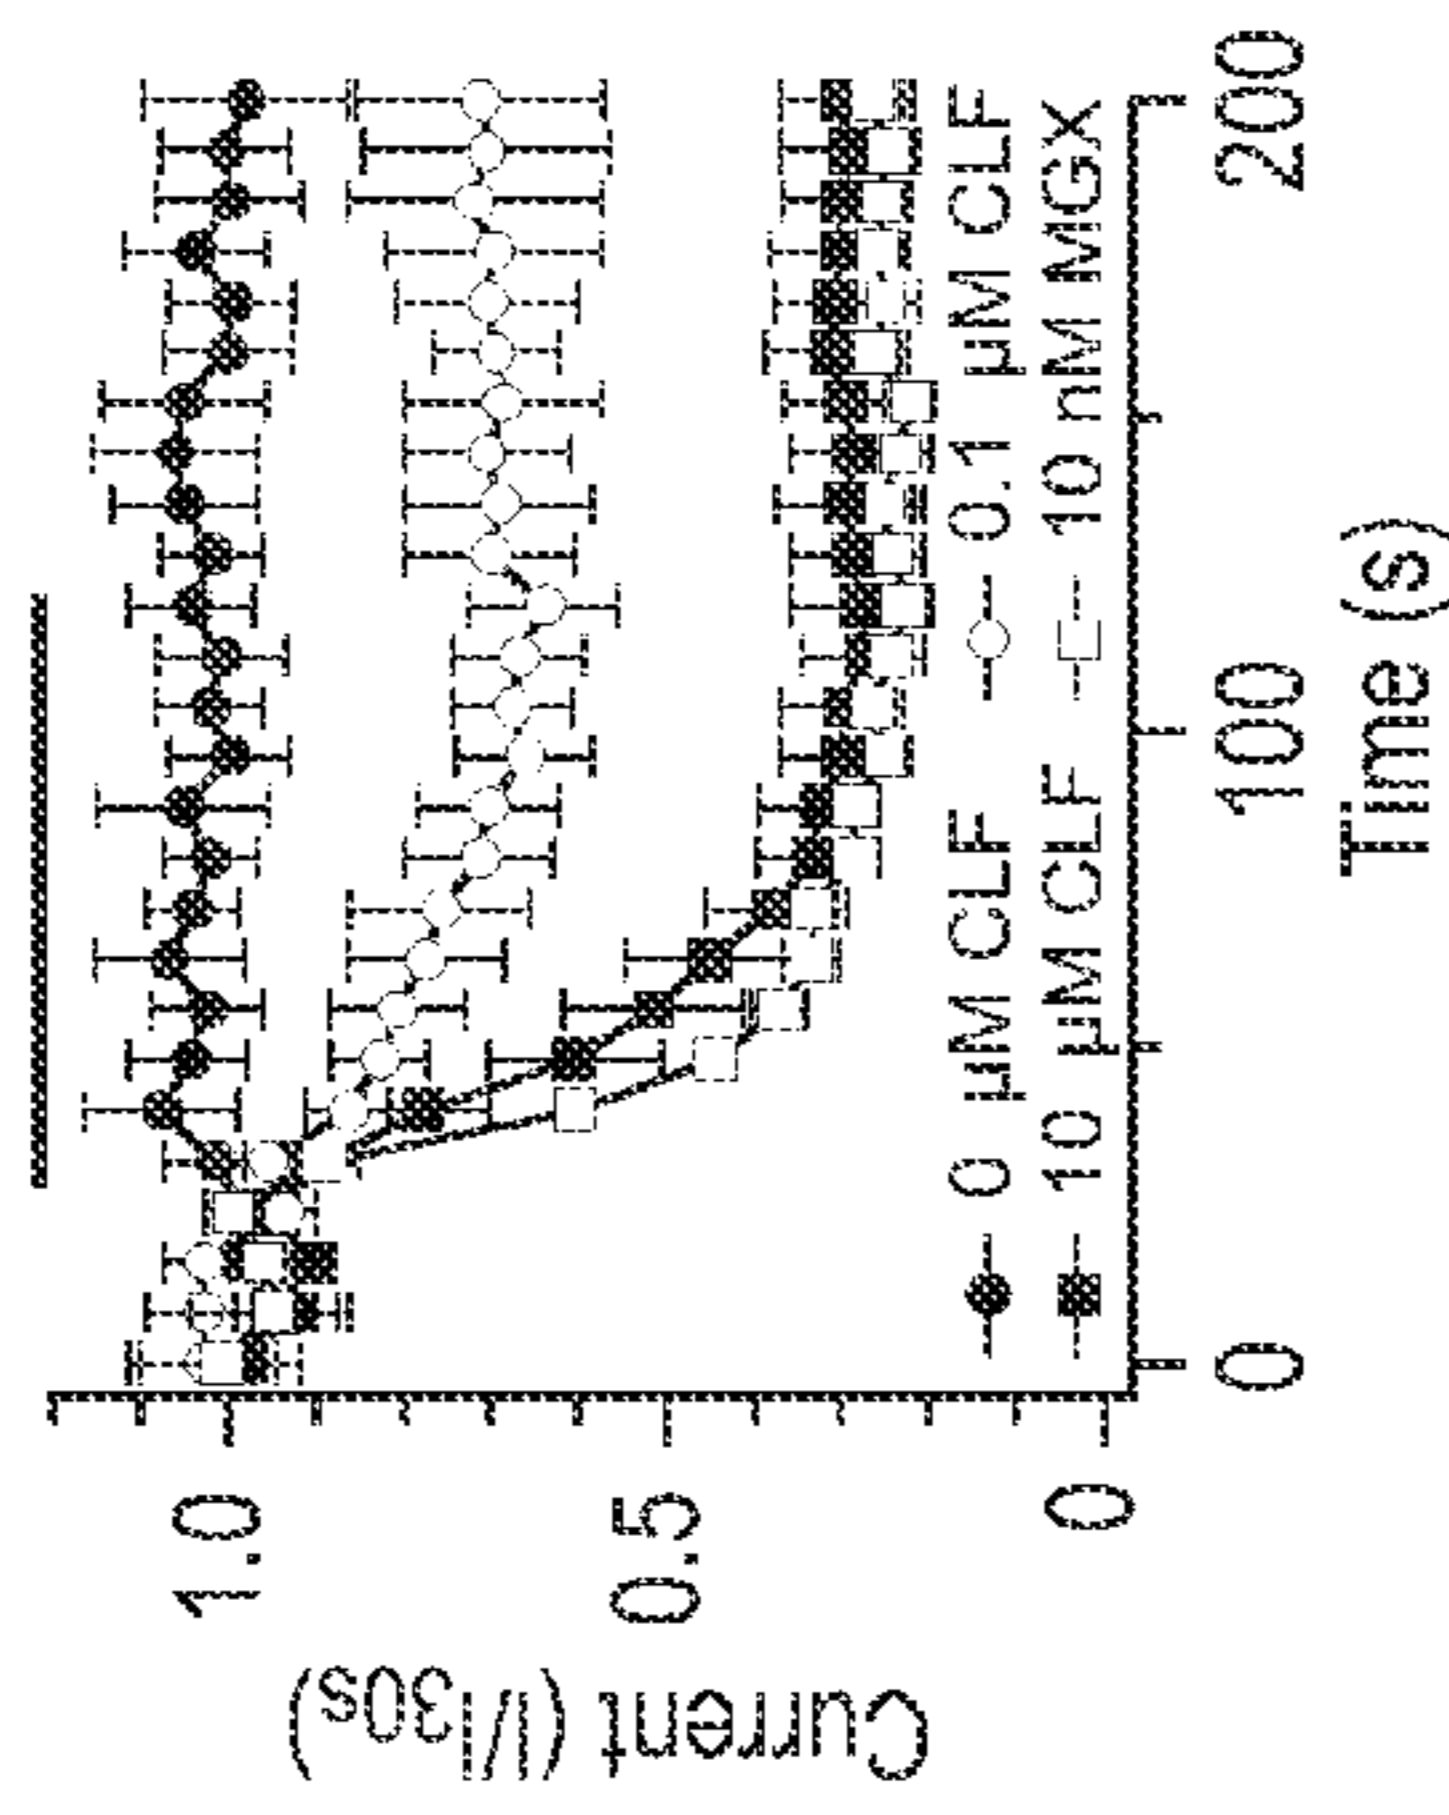 Current (I/I30s)
1.0
0.5
0
0 µM CLF
0.1 µM CLF
10 µM CLF
10 nM MGX
0
100
200
Time (s)